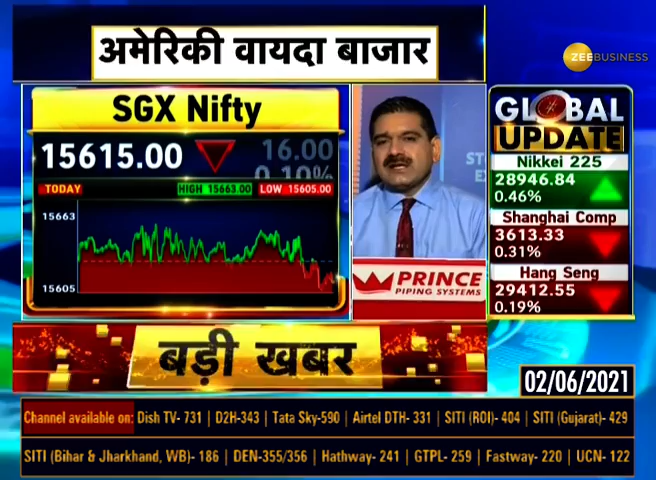 अमेरिकी वायदा बाजार
ZEEBUSINESS
SGX Nifty
15615.00 16.00
0.10%
TODAY HIGH 15663.00 LOW 15605.00
15663
15605
PRINCE
PIPING SYSTEMS
GLOBAL
UPDATE
Nikkei 225
28946.84
0.46%
Shanghai Comp
3613.33
0.31%
Hang Seng
29412.55
0.19%
बड़ी खबर
02/06/2021
Channel available on: Dish TV- 731 | D2H-343 | Tata Sky-590 | Airtel DTH- 331 | SITI (ROI)- 404 | SITI (Gujarat)- 429
SITI (Bihar & Jharkhand, WB)- 186 | DEN-355/356 | Hathway- 241 | GTPL- 259 | Fastway- 220 | UCN- 122